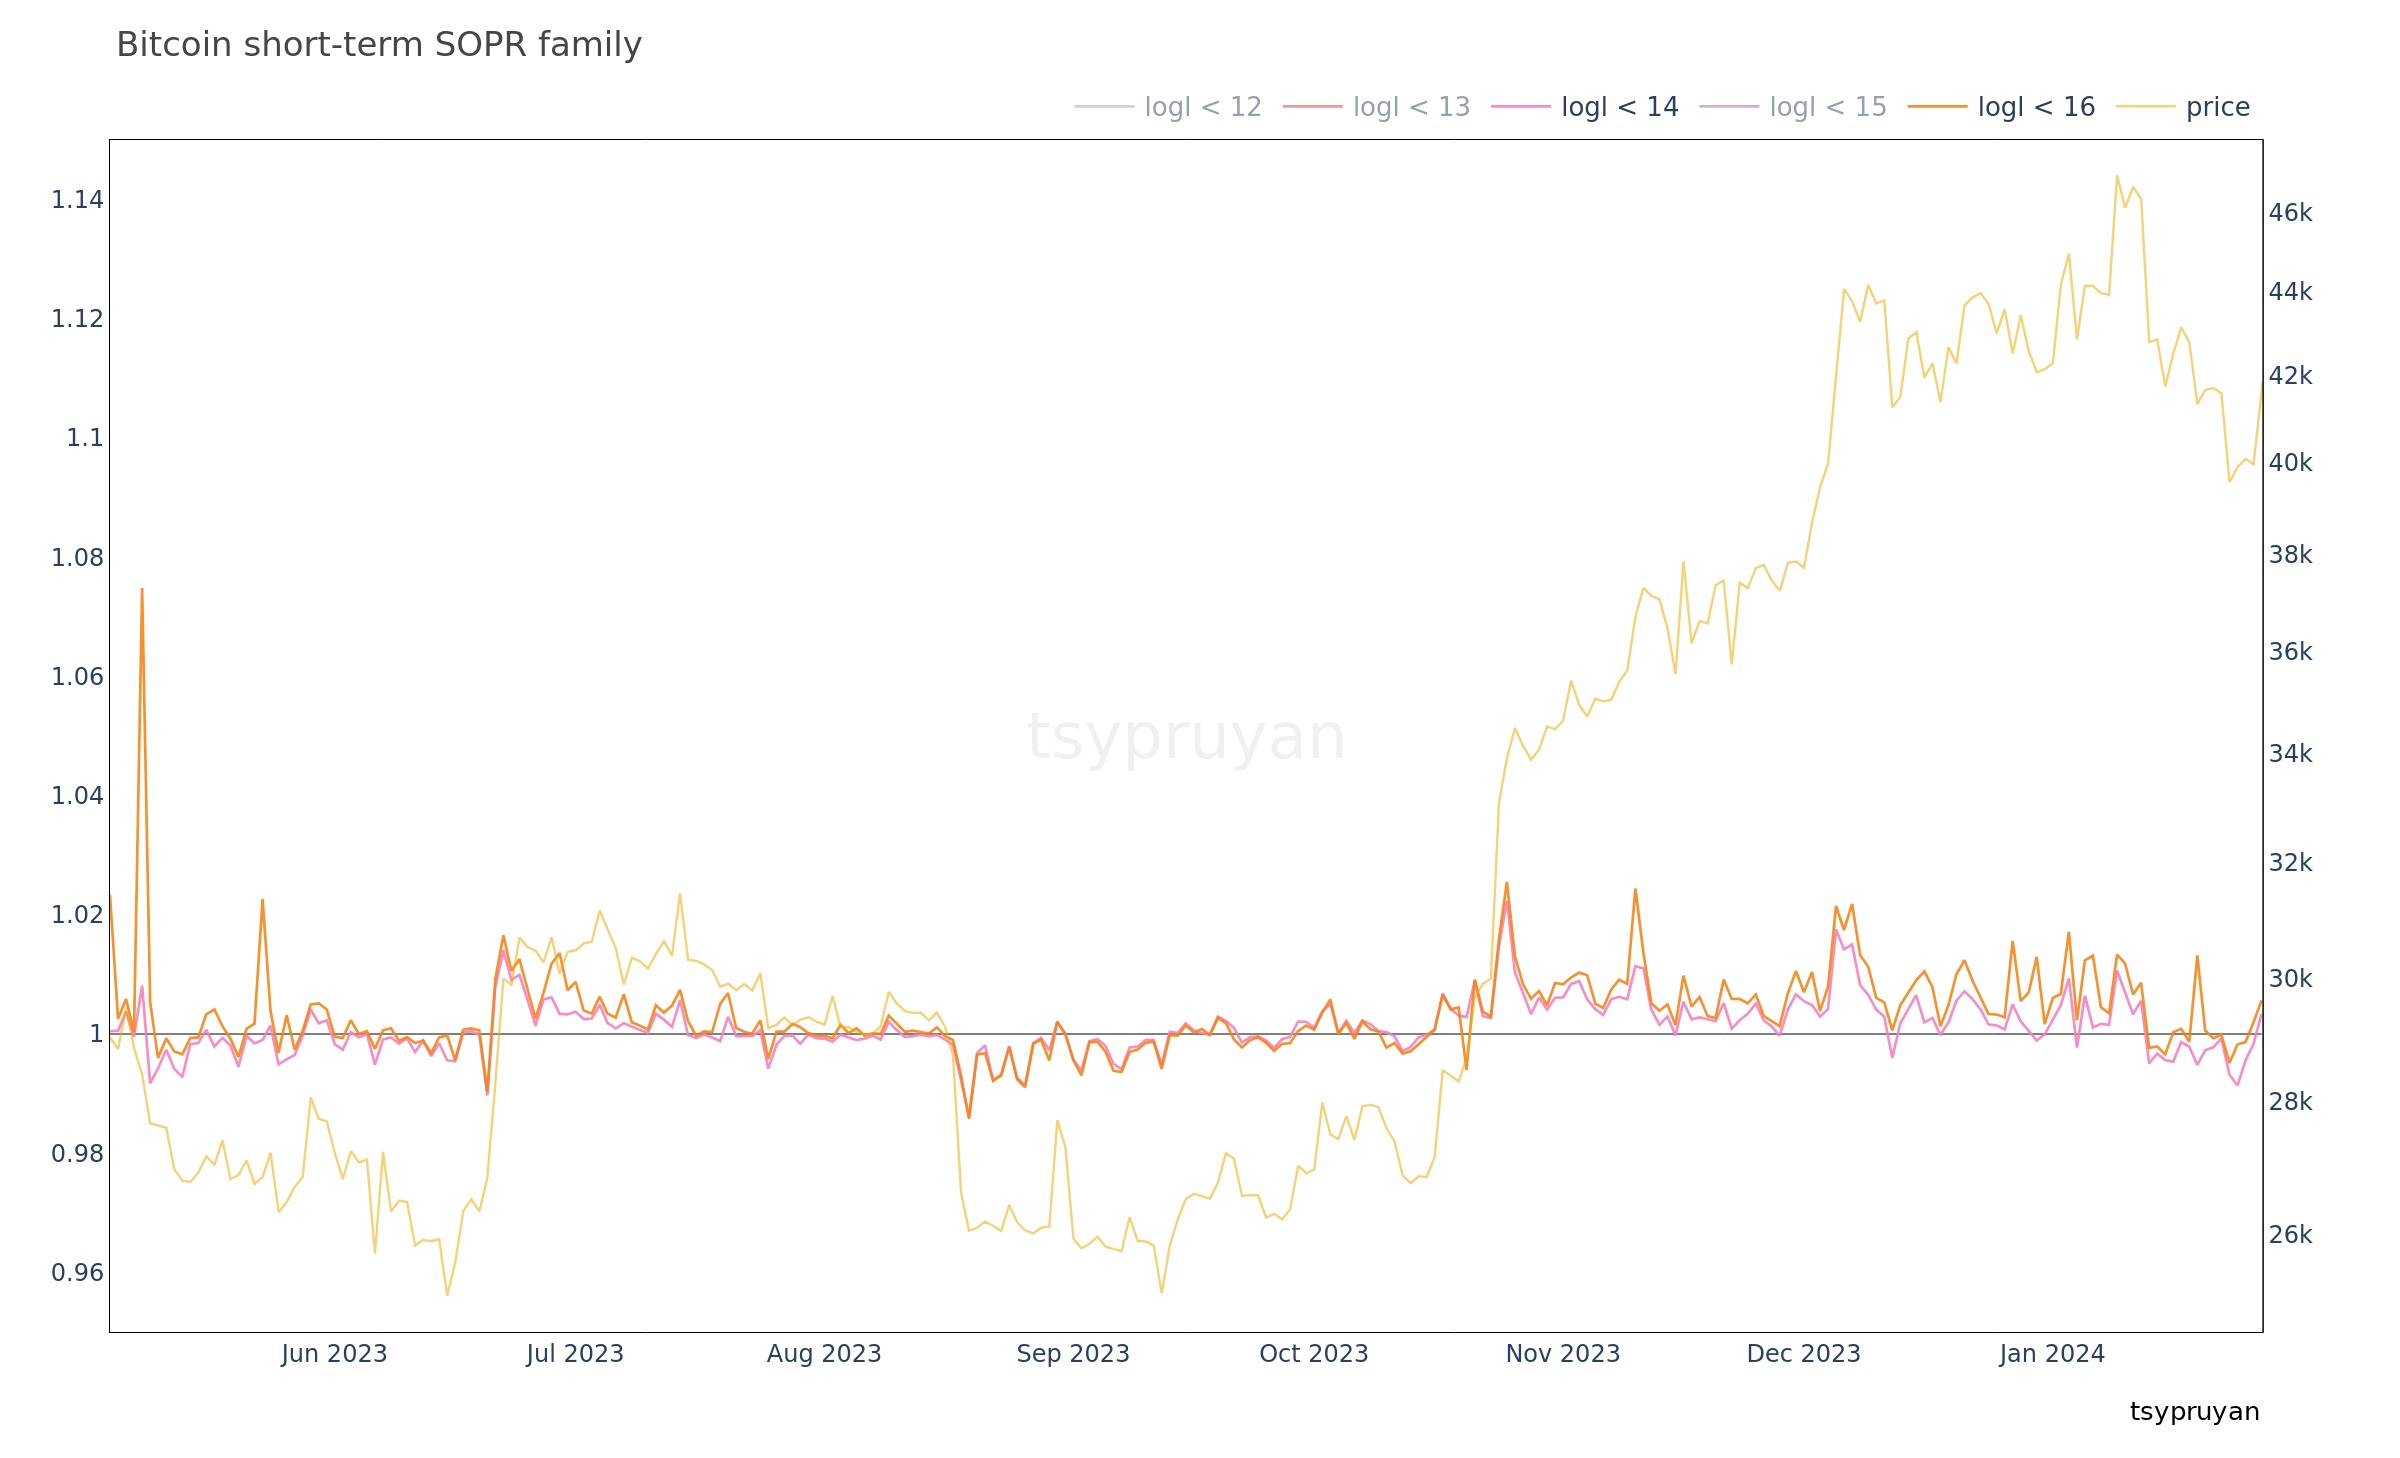 Bitcoin short-term SOPR family
logl < 12 logl < 13 logl < 14 logl < 15 logl < 16 price
1.14
1.12
1.1
1.08
1.06
1.04
1.02
1
0.98
0.96
46k
44k
42k
40k
38k
36k
34k
32k
30k
28k
26k
tsypruyan
Jun 2023 Jul 2023 Aug 2023 Sep 2023 Oct 2023 Nov 2023 Dec 2023 Jan 2024
tsypruyan